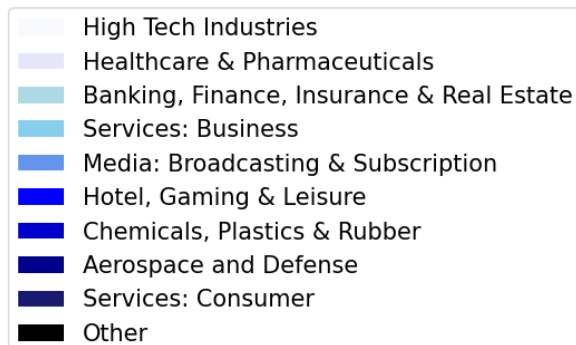 High Tech Industries
Healthcare & Pharmaceuticals
Banking, Finance, Insurance & Real Estate
Services: Business
Media: Broadcasting & Subscription
Hotel, Gaming & Leisure
Chemicals, Plastics & Rubber
Aerospace and Defense
Services: Consumer
Other